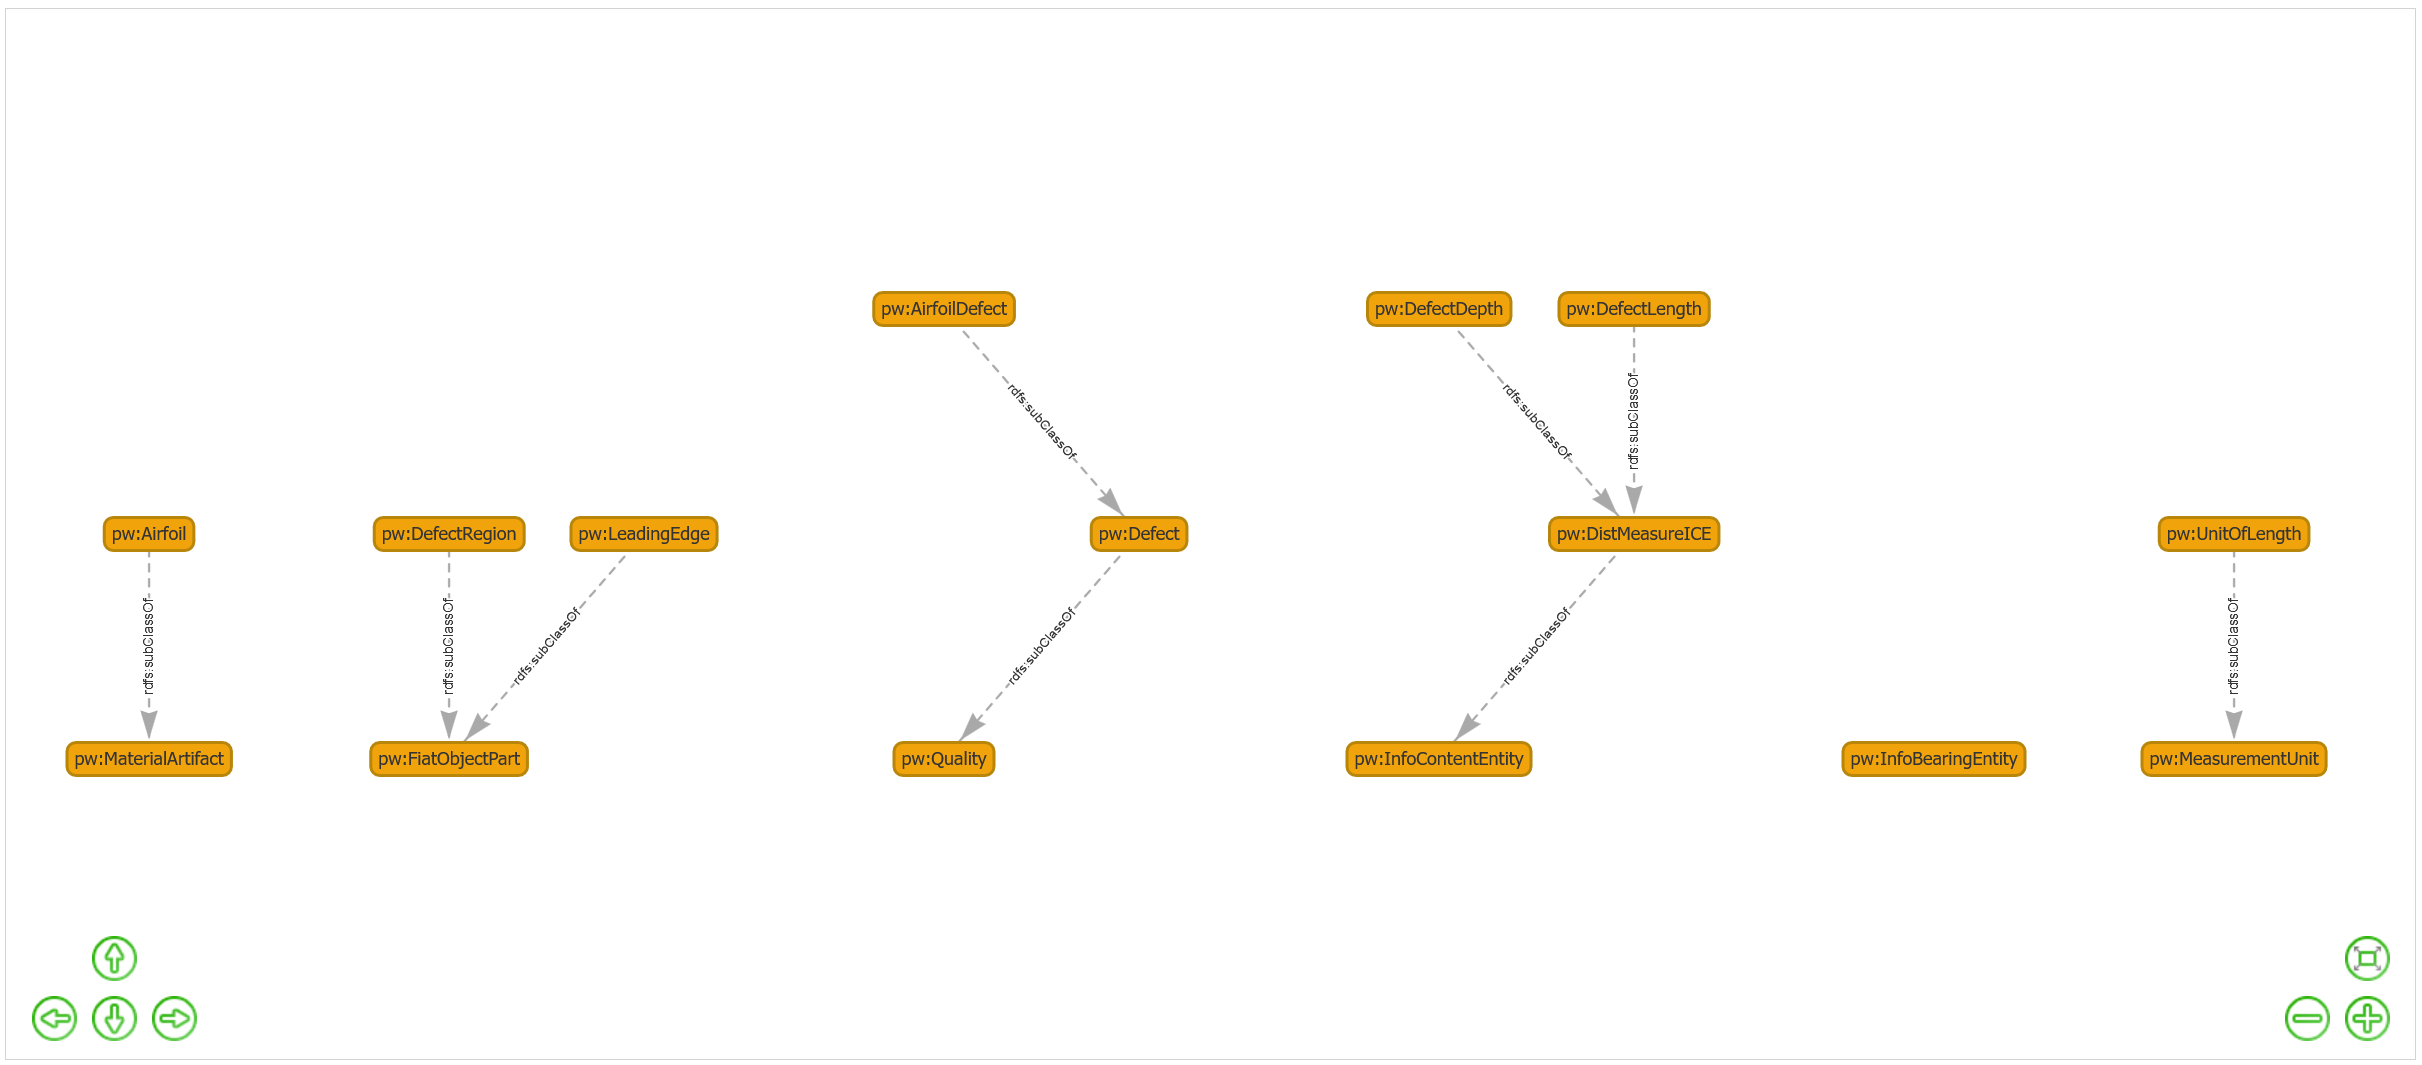 pw:AirfoilDefect
pw:DefectDepth
pw:DefectLength
rdfs:subClassOf
rdfs:subClassOf
rdfs:subClassOf
pw:Airfoil
pw:DefectRegion
pw:LeadingEdge
pw:Defect
pw:DistMeasureICE
pw:UnitOfLength
rdfs:subClassOf
rdfs:subClassOf
rdfs:subClassOf
rdfs:subClassOf
rdfs:subClassOf
rdfs:subClassOf
pw:MaterialArtifact
pw:FiatObjectPart
pw:Quality
pw:InfoContentEntity
pw:InfoBearingEntity
pw:MeasurementUnit